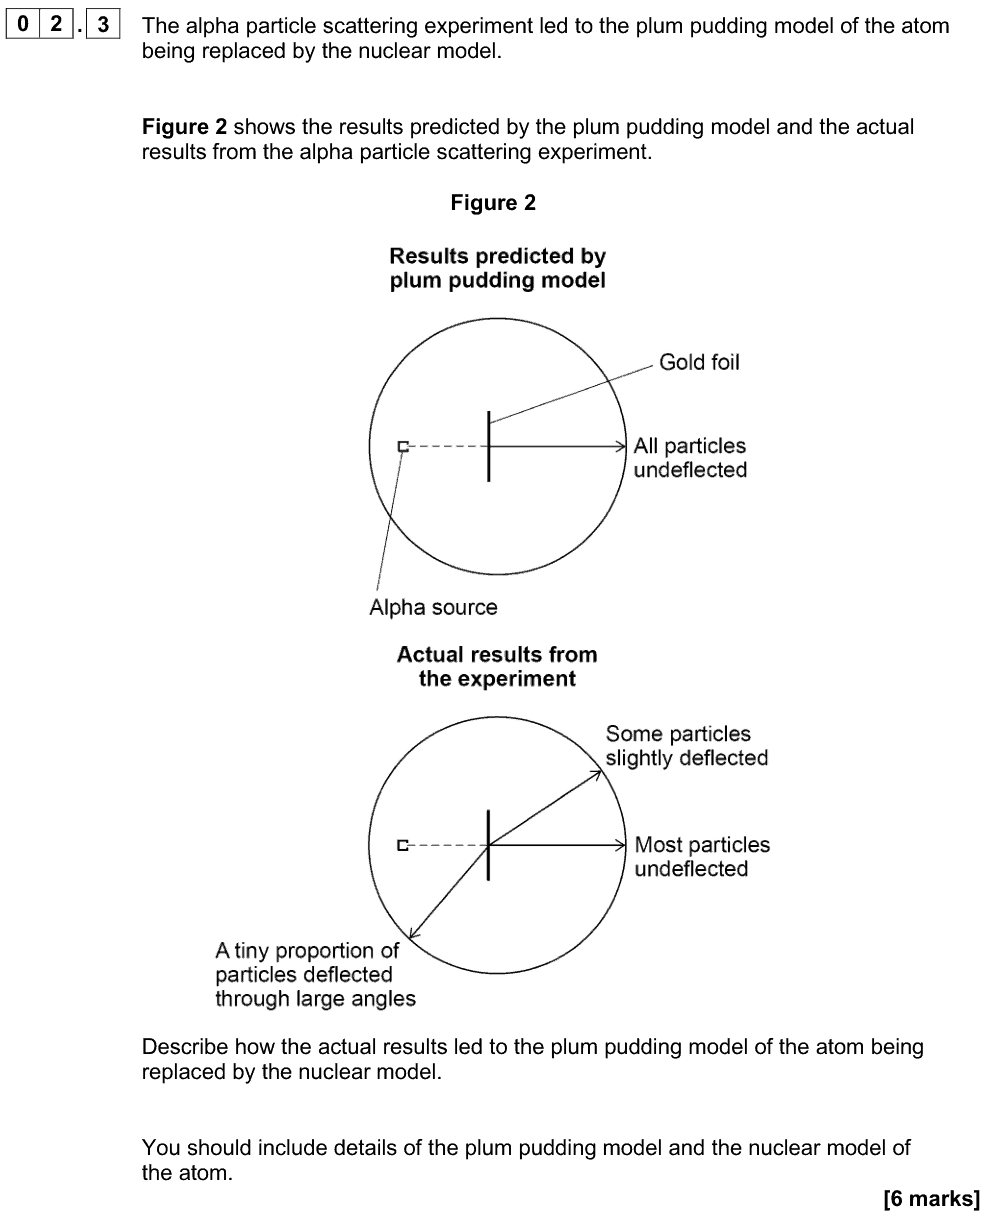 0 2 . 3 The alpha particle scattering experiment led to the plum pudding model of the atom
being replaced by the nuclear model.
Figure 2 shows the results predicted by the plum pudding model and the actual
results from the alpha particle scattering experiment.
Figure 2
Results predicted by
plum pudding model
Gold foil
All particles
undeflected
Alpha source
Actual results from
the experiment
Some particles
slightly deflected
Most particles
undeflected
A tiny proportion of
particles deflected
through large angles
Describe how the actual results led to the plum pudding model of the atom being
replaced by the nuclear model.
You should include details of the plum pudding model and the nuclear model of
the atom.
[6 marks]